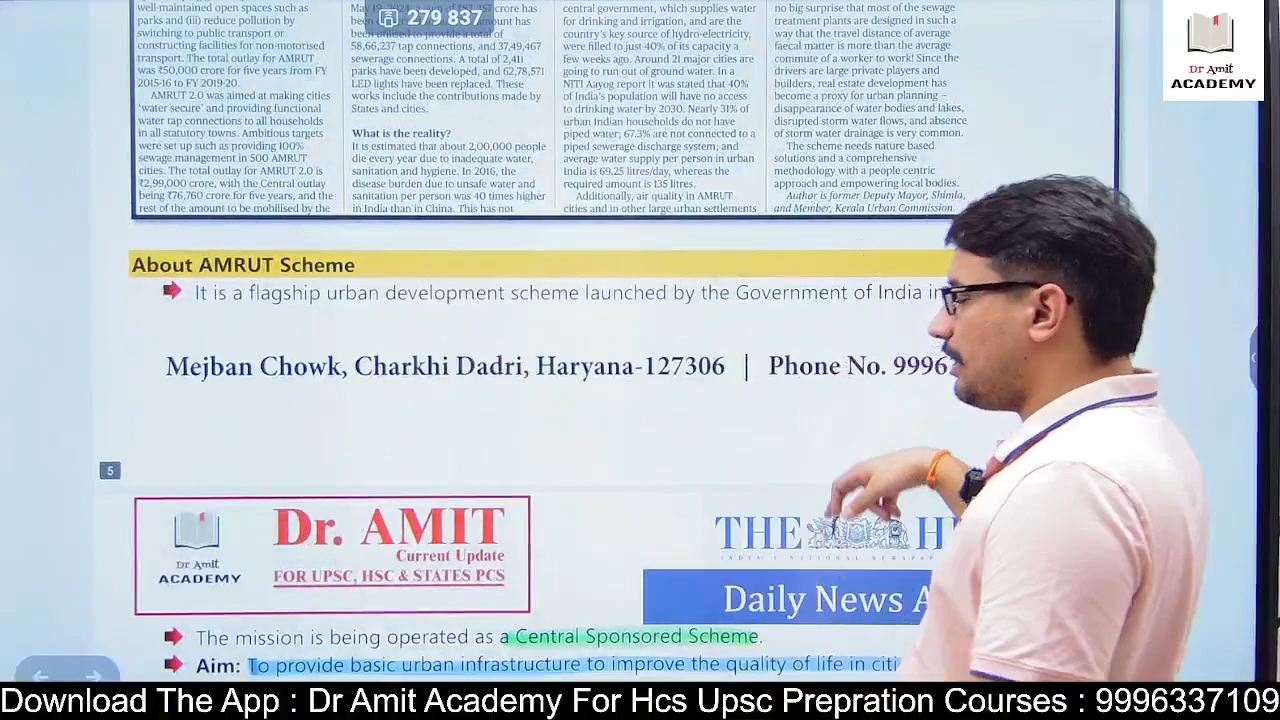 well-maintained open spaces such as
parks and (iii) reduce pollution by
switching to public transport or
constructing facilities for non-motorised
transport. The total outlay for AMRUT
was ₹50,000 crore for five years from FY
2015-16 to FY 2019-20.
AMRUT 2.0 was aimed at making cities
‘water secure’ and providing functional
water tap connections to all households
in all statutory towns. Ambitious targets
were set up such as providing 100%
sewage management in 500 AMRUT
cities. The total outlay for AMRUT 2.0 is
₹2,99,000 crore, with the Central outlay
being ₹76,760 crore for five years, and the
rest of the amount to be mobilised by the
crore has
amount has
been utilised to provide a total of
58,66,237 tap connections, and 37,49,467
sewerage connections. A total of 2,411
parks have been developed, and 62,78,571
LED lights have been replaced. These
works include the contributions made by
States and cities.
What is the reality?
It is estimated that about 2,00,000 people
die every year due to inadequate water,
sanitation and hygiene. In 2016, the
disease burden due to unsafe water and
sanitation per person was 40 times higher
in India than in China. This has not
central government, which supplies water
for drinking and irrigation, and are the
country's key source of hydro-electricity,
were filled to just 40% of its capacity a
few weeks ago. Around 21 major cities are
going to run out of ground water. In a
NITI Aayog report it was stated that 40%
of India's population will have no access
to drinking water by 2030. Nearly 31% of
urban Indian households do not have
piped water; 67.3% are not connected to a
piped sewerage discharge system; and
average water supply per person in urban
India is 69.25 litres/day, whereas the
required amount is 135 litres.
Additionally, air quality in AMRUT
cities and in other large urban settlements
no big surprise that most of the sewage
treatment plants are designed in such a
way that the travel distance of average
faecal matter is more than the average
commute of a worker to work! Since the
drivers are large private players and
builders, real estate development has
become a proxy for urban planning –
disappearance of water bodies and lakes,
disrupted storm water flows, and absence
of storm water drainage is very common.
The scheme needs nature based
solutions and a comprehensive
methodology with a people centric
approach and empowering local bodies.
Author is former Deputy Mayor, Shimla,
and Member, Kerala Urban Commission.
279 837
Dr Amit
ACADEMY
About AMRUT Scheme
It is a flagship urban development scheme launched by the Government of India in
Mejban Chowk, Charkhi Dadri, Haryana-127306 | Phone No. 9996
5
Dr Amit
ACADEMY
Dr. AMIT
Current Update
FOR UPSC, HSC & STATES PCS
THE H
Daily News A
The mission is being operated as a Central Sponsored Scheme.
Aim: To provide basic urban infrastructure to improve the quality of life in citi
Download The App : Dr Amit Academy For Hcs Upsc Prepration Courses : 9996337109